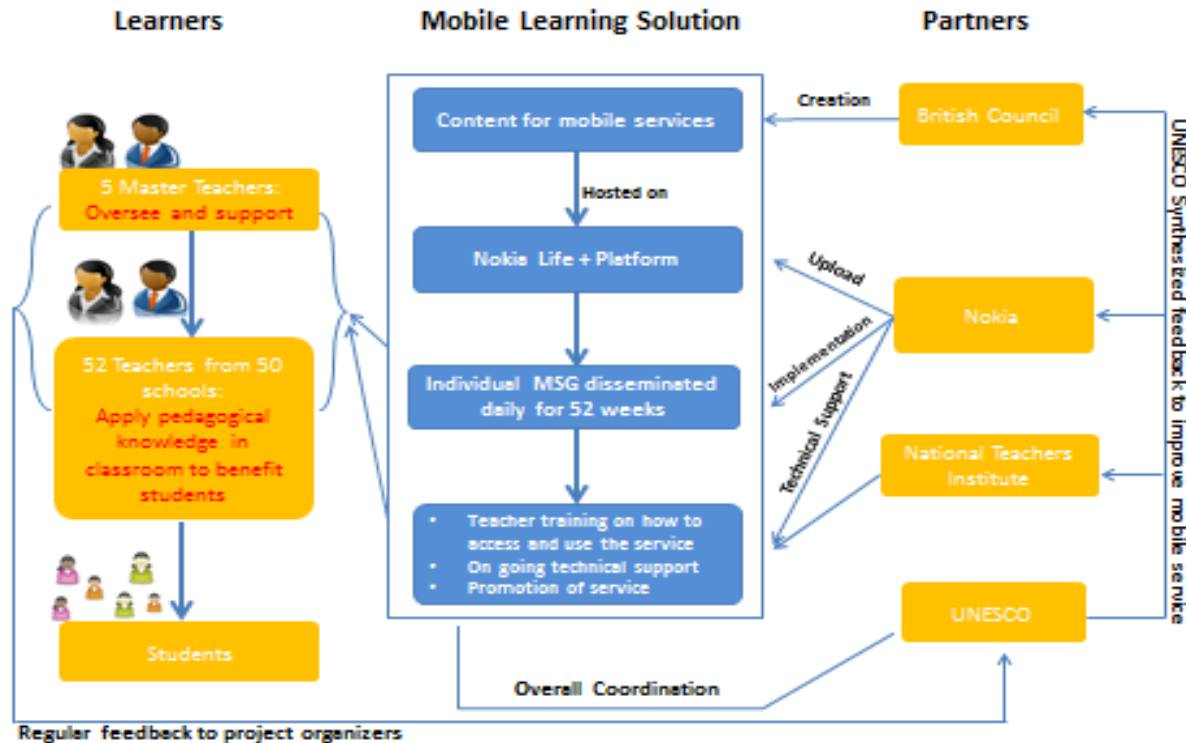 Learners
Mobile Learning Solution
Partners
5 Master Teachers:
Oversee and support
52 Teachers from 50
schools:
Apply pedagogical
knowledge in
classroom to benefit
students
Students
Content for mobile services
Hosted on
Nokia Life + Platform
Individual MSG disseminated
daily for 52 weeks
• Teacher training on how to
access and use the service
• On going technical support
• Promotion of service
Creation
British Council
Upload
Implementation
Technical Support
Nokia
National Teachers
Institute
UNESCO
UNESCO Synthesized feedback to improve mobile service
Overall Coordination
Regular feedback to project organizers